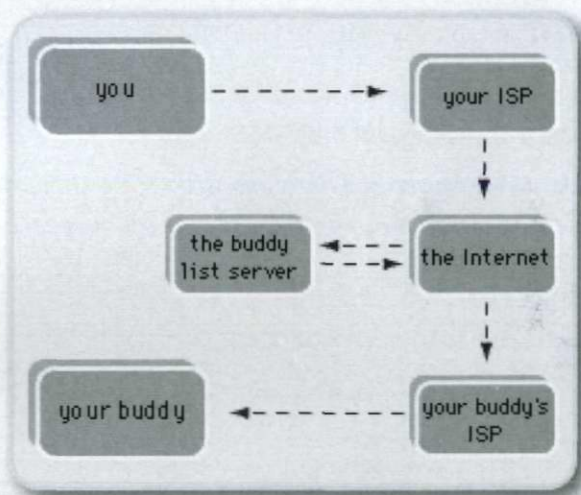 you
your ISP
the buddy
list server
the Internet
your buddy
your buddy's
ISP